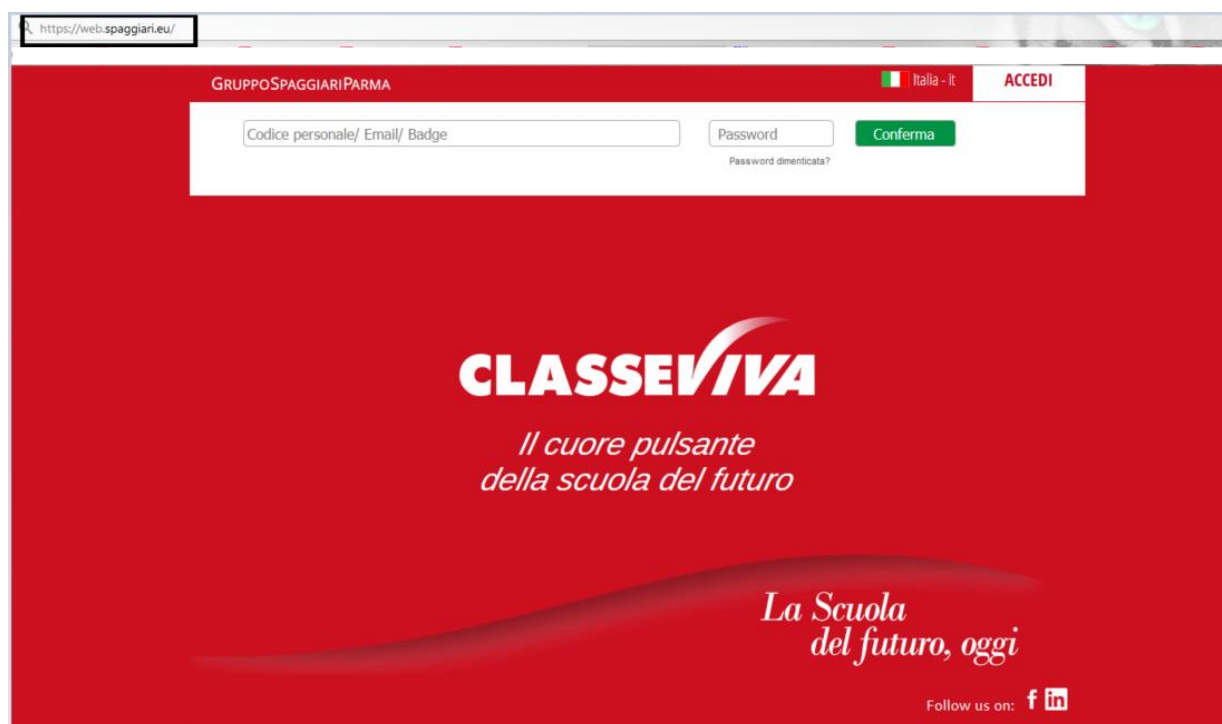 https://web.spaggiari.eu/
GRUPPOSPAGGIARIPARMA
Italia - it
ACCEDI
Codice personale/ Email/ Badge
Password
Conferma
Password dimenticata?
CLASSEVIVA
Il cuore pulsante
della scuola del futuro
La Scuola
del futuro, oggi
Follow us on: f in